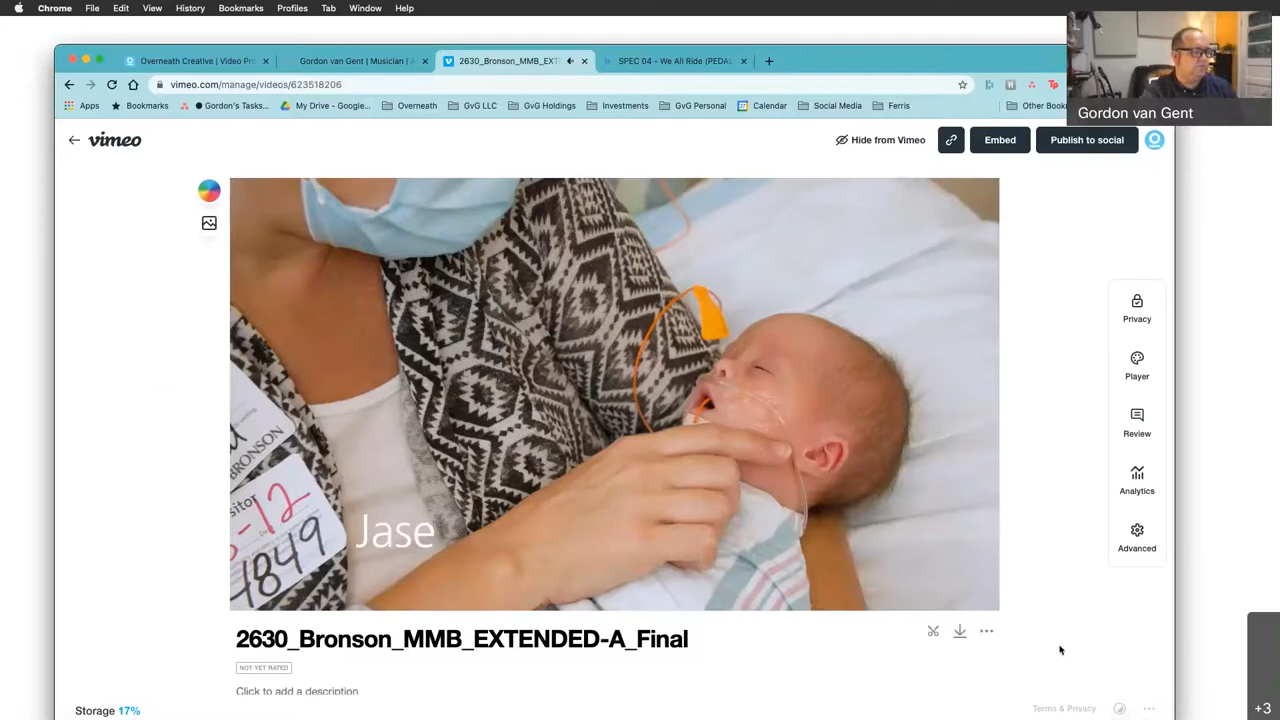 Chrome File Edit View History Bookmarks Profiles Tab Window Help
Overneath Creative | Video Pr
Gordon van Gent | Musician | A
2630_Bronson_MMB_EXT
SPEC 04 - We All Ride (PEDAL
vimeo.com/manage/videos/623518206
Apps Bookmarks Gordon's Tasks... My Drive - Google... Overneath GvG LLC GvG Holdings Investments GvG Personal Calendar Social Media Ferris Other Book
Gordon van Gent
vimeo
Hide from Vimeo
Embed
Publish to social
Privacy
Player
Review
Analytics
Advanced
BRONSON
4849
Jase
2630_Bronson_MMB_EXTENDED-A_Final
NOT YET RATED
Click to add a description
Storage 17%
Terms & Privacy
+3